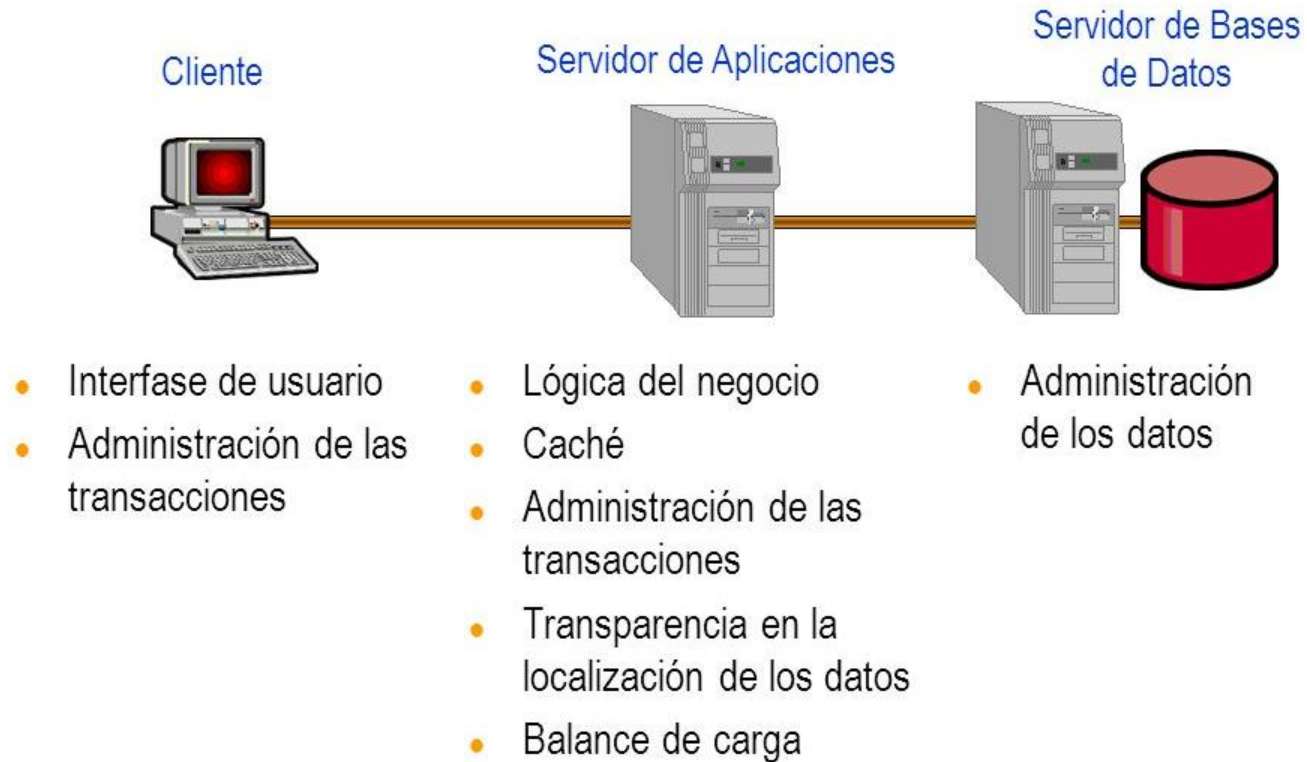 Cliente
Servidor de Aplicaciones
Servidor de Bases
de Datos
• Interfase de usuario
• Administración de las
transacciones
• Lógica del negocio
• Caché
• Administración de las
transacciones
• Transparencia en la
localización de los datos
• Balance de carga
• Administración
de los datos